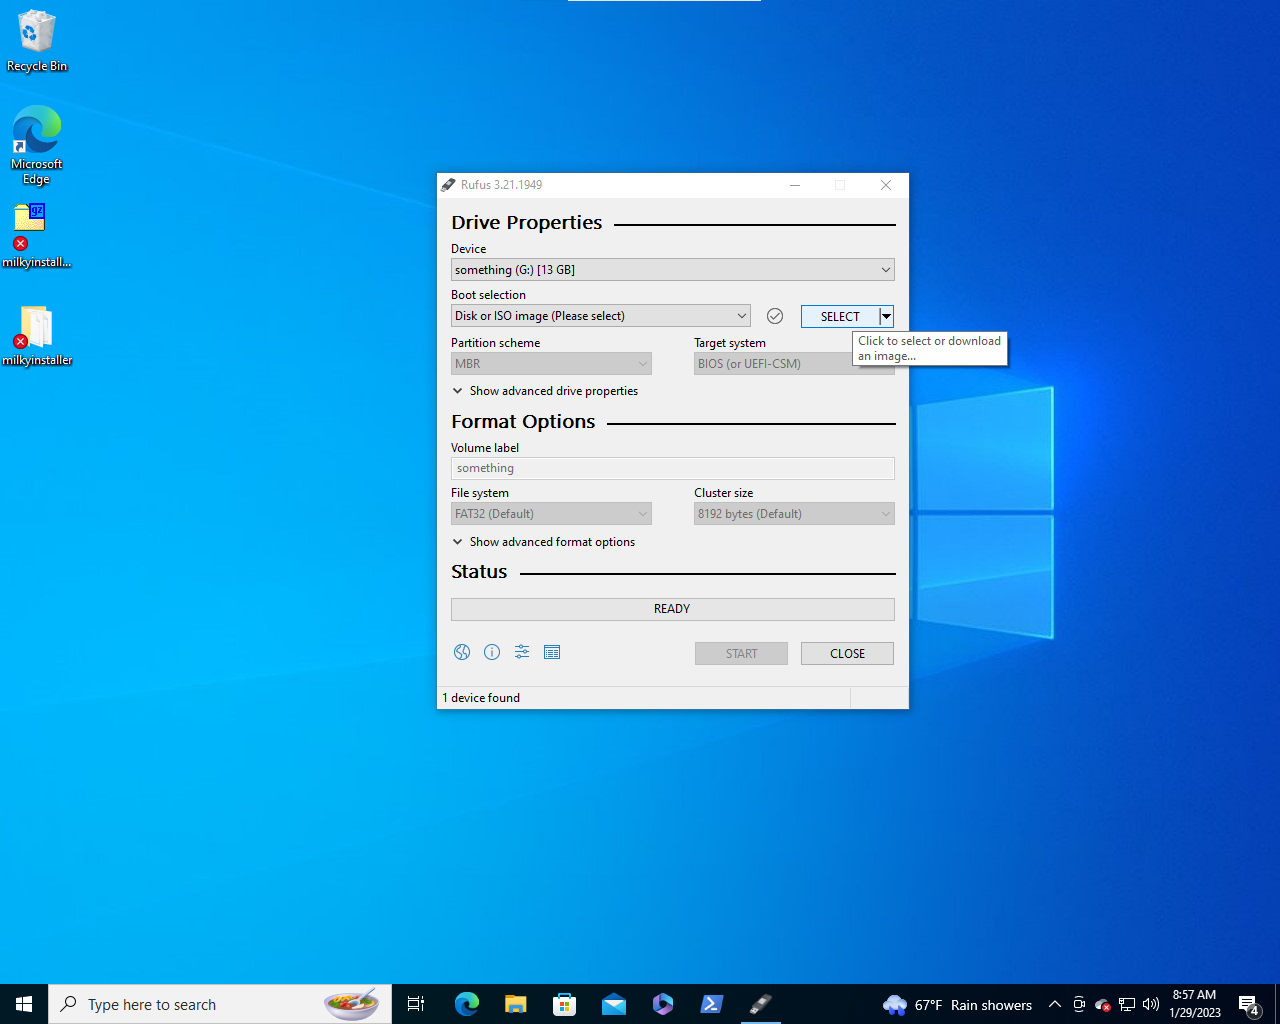 Recycle Bin
Microsoft
Edge
gz
milkyinstall...
milkyinstaller
Rufus 3.21.1949
Drive Properties
Device
something (G:) [13 GB]
Boot selection
Disk or ISO image (Please select)
SELECT
Click to select or download
an image...
Partition scheme
Target system
MBR
BIOS (or UEFI-CSM)
Show advanced drive properties
Format Options
Volume label
something
File system
Cluster size
FAT32 (Default)
8192 bytes (Default)
Show advanced format options
Status
READY
START
CLOSE
1 device found
Type here to search
67°F Rain showers
8:57 AM
1/29/2023
4